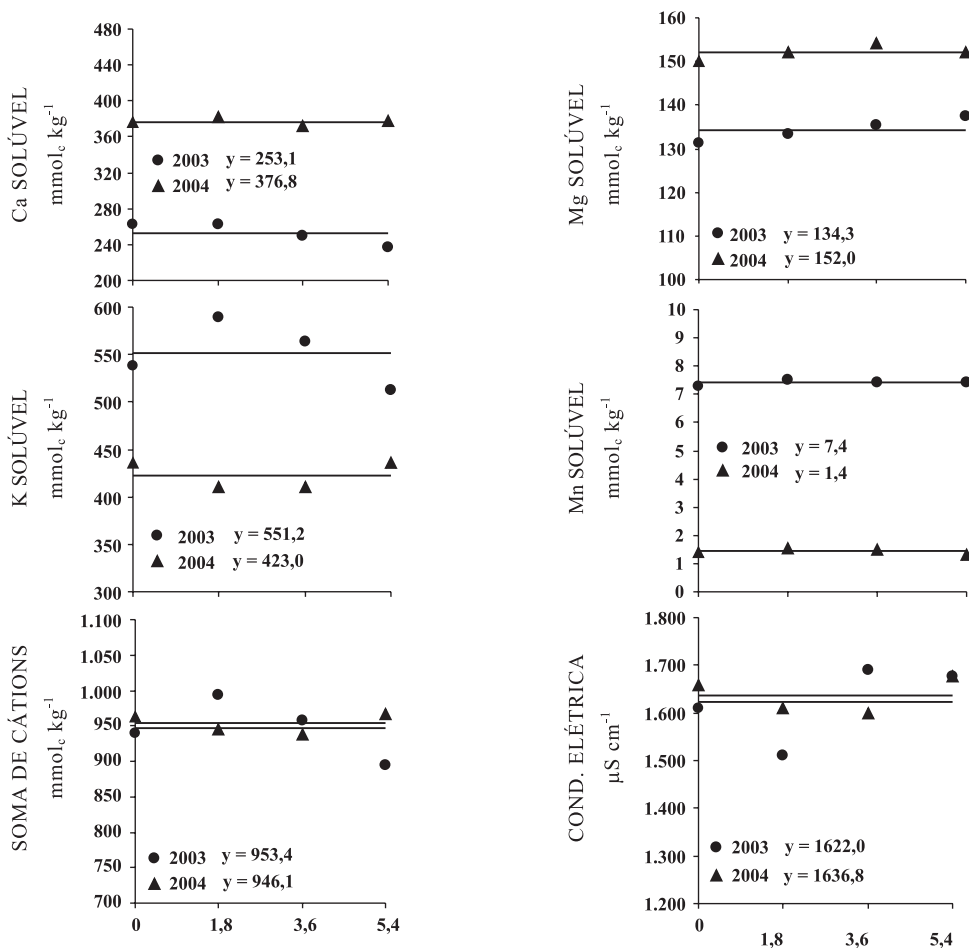 Ca SOLÚVEL
mmolc kg-1
480
440
400
360
320
280
240
200
2003 y = 253,1
2004 y = 376,8
Mg SOLÚVEL
mmolc kg-1
160
150
140
130
120
110
100
2003 y = 134,3
2004 y = 152,0
K SOLÚVEL
mmolc kg-1
600
550
500
450
400
350
300
2003 y = 551,2
2004 y = 423,0
Mn SOLÚVEL
mmolc kg-1
10
9
8
7
6
5
4
3
2
1
0
2003 y = 7,4
2004 y = 1,4
SOMA DE CÁTIONS
mmolc kg-1
1.100
1.050
1.000
950
900
850
800
750
700
2003 y = 953,4
2004 y = 946,1
0 1,8 3,6 5,4
COND. ELÉTRICA
μS cm-1
1.800
1.700
1.600
1.500
1.400
1.300
1.200
2003 y = 1622,0
2004 y = 1636,8
0 1,8 3,6 5,4